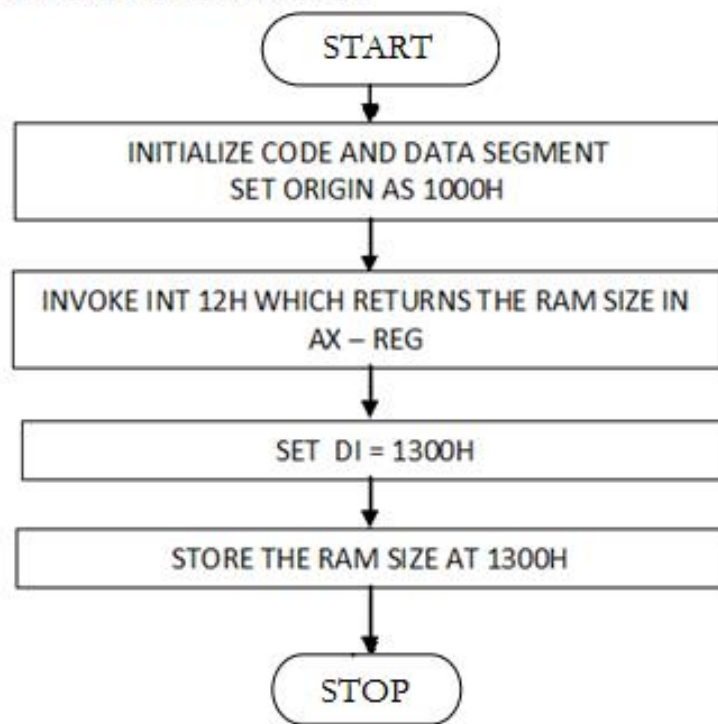 START
INITIALIZE CODE AND DATA SEGMENT
SET ORIGIN AS 1000H
INVOKE INT 12H WHICH RETURNS THE RAM SIZE IN
AX – REG
SET DI = 1300H
STORE THE RAM SIZE AT 1300H
STOP